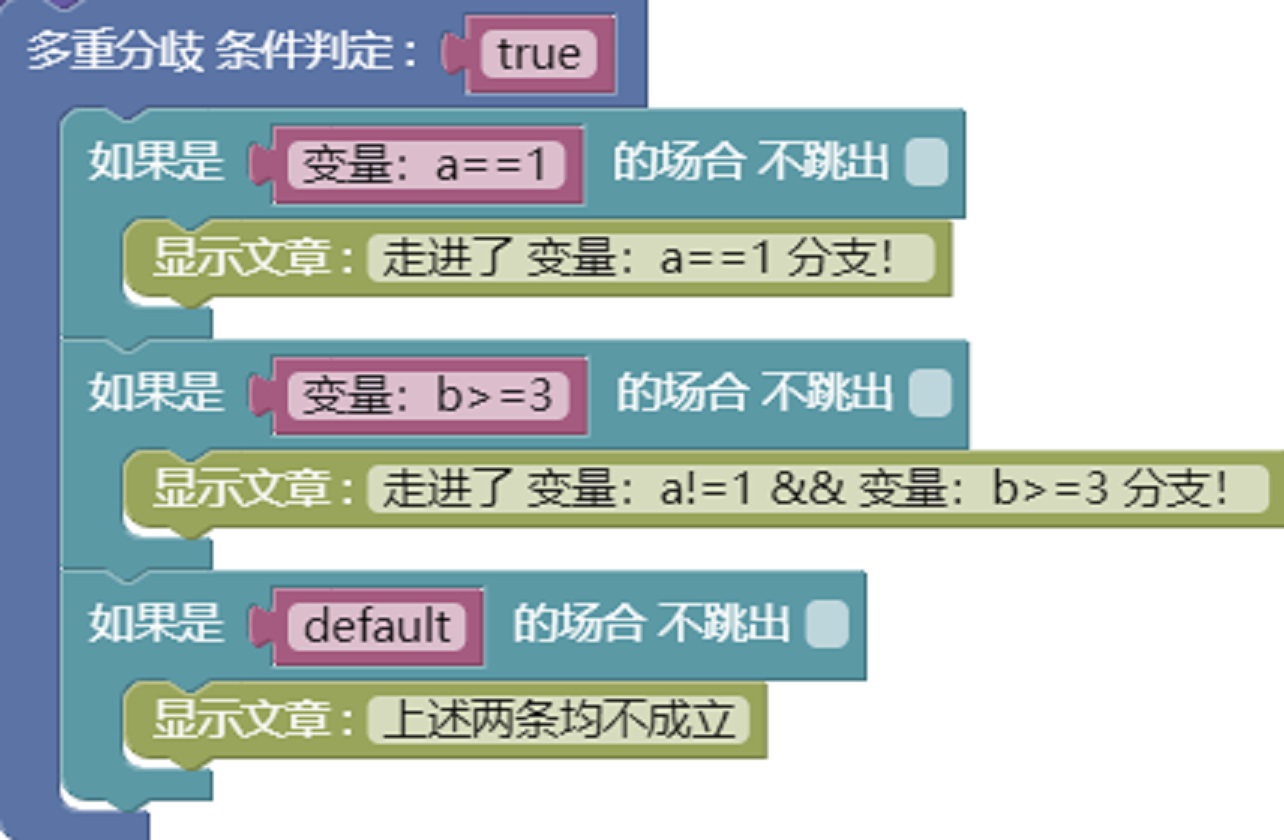 多重分歧 条件判定: true
如果是 变量：a==1 的场合 不跳出
显示文章: 走进了 变量：a==1 分支！
如果是 变量：b>=3 的场合 不跳出
显示文章: 走进了 变量：a!=1 && 变量：b>=3 分支！
如果是 default 的场合 不跳出
显示文章: 上述两条均不成立